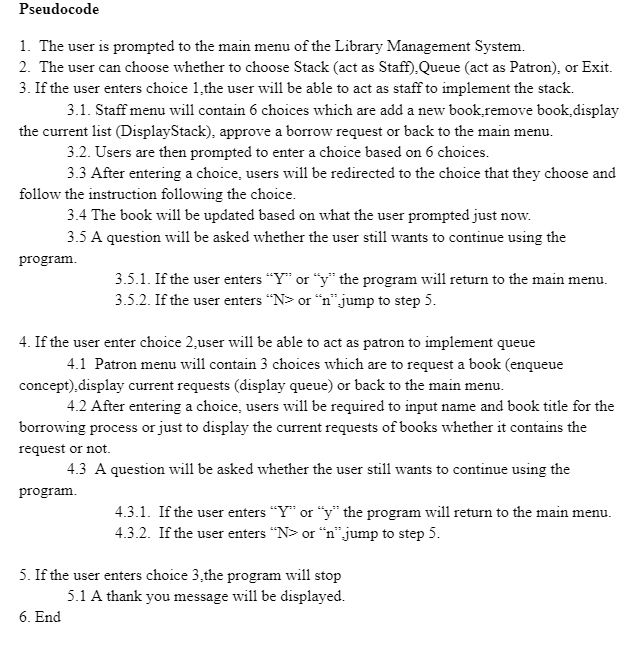 Pseudocode
1. The user is prompted to the main menu of the Library Management System.
2. The user can choose whether to choose Stack (act as Staff),Queue (act as Patron), or Exit.
3. If the user enters choice 1,the user will be able to act as staff to implement the stack.
3.1. Staff menu will contain 6 choices which are add a new book,remove book,display
the current list (DisplayStack), approve a borrow request or back to the main menu.
3.2. Users are then prompted to enter a choice based on 6 choices.
3.3 After entering a choice, users will be redirected to the choice that they choose and
follow the instruction following the choice.
3.4 The book will be updated based on what the user prompted just now.
3.5 A question will be asked whether the user still wants to continue using the
program.
3.5.1. If the user enters “Y” or “y” the program will return to the main menu.
3.5.2. If the user enters “N> or “n”,jump to step 5.
4. If the user enter choice 2,user will be able to act as patron to implement queue
4.1 Patron menu will contain 3 choices which are to request a book (enqueue
concept),display current requests (display queue) or back to the main menu.
4.2 After entering a choice, users will be required to input name and book title for the
borrowing process or just to display the current requests of books whether it contains the
request or not.
4.3 A question will be asked whether the user still wants to continue using the
program.
4.3.1. If the user enters “Y” or “y” the program will return to the main menu.
4.3.2. If the user enters “N> or “n”,jump to step 5.
5. If the user enters choice 3,the program will stop
5.1 A thank you message will be displayed.
6. End